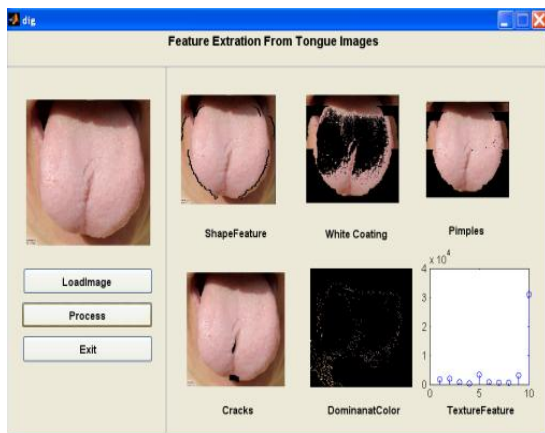 dig
Feature Extration From Tongue Images
ShapeFeature
White Coating
Pimples
LoadImage
Process
Exit
x 10^4
4
3
2
1
0
0
5
10
Cracks
DominanatColor
TextureFeature